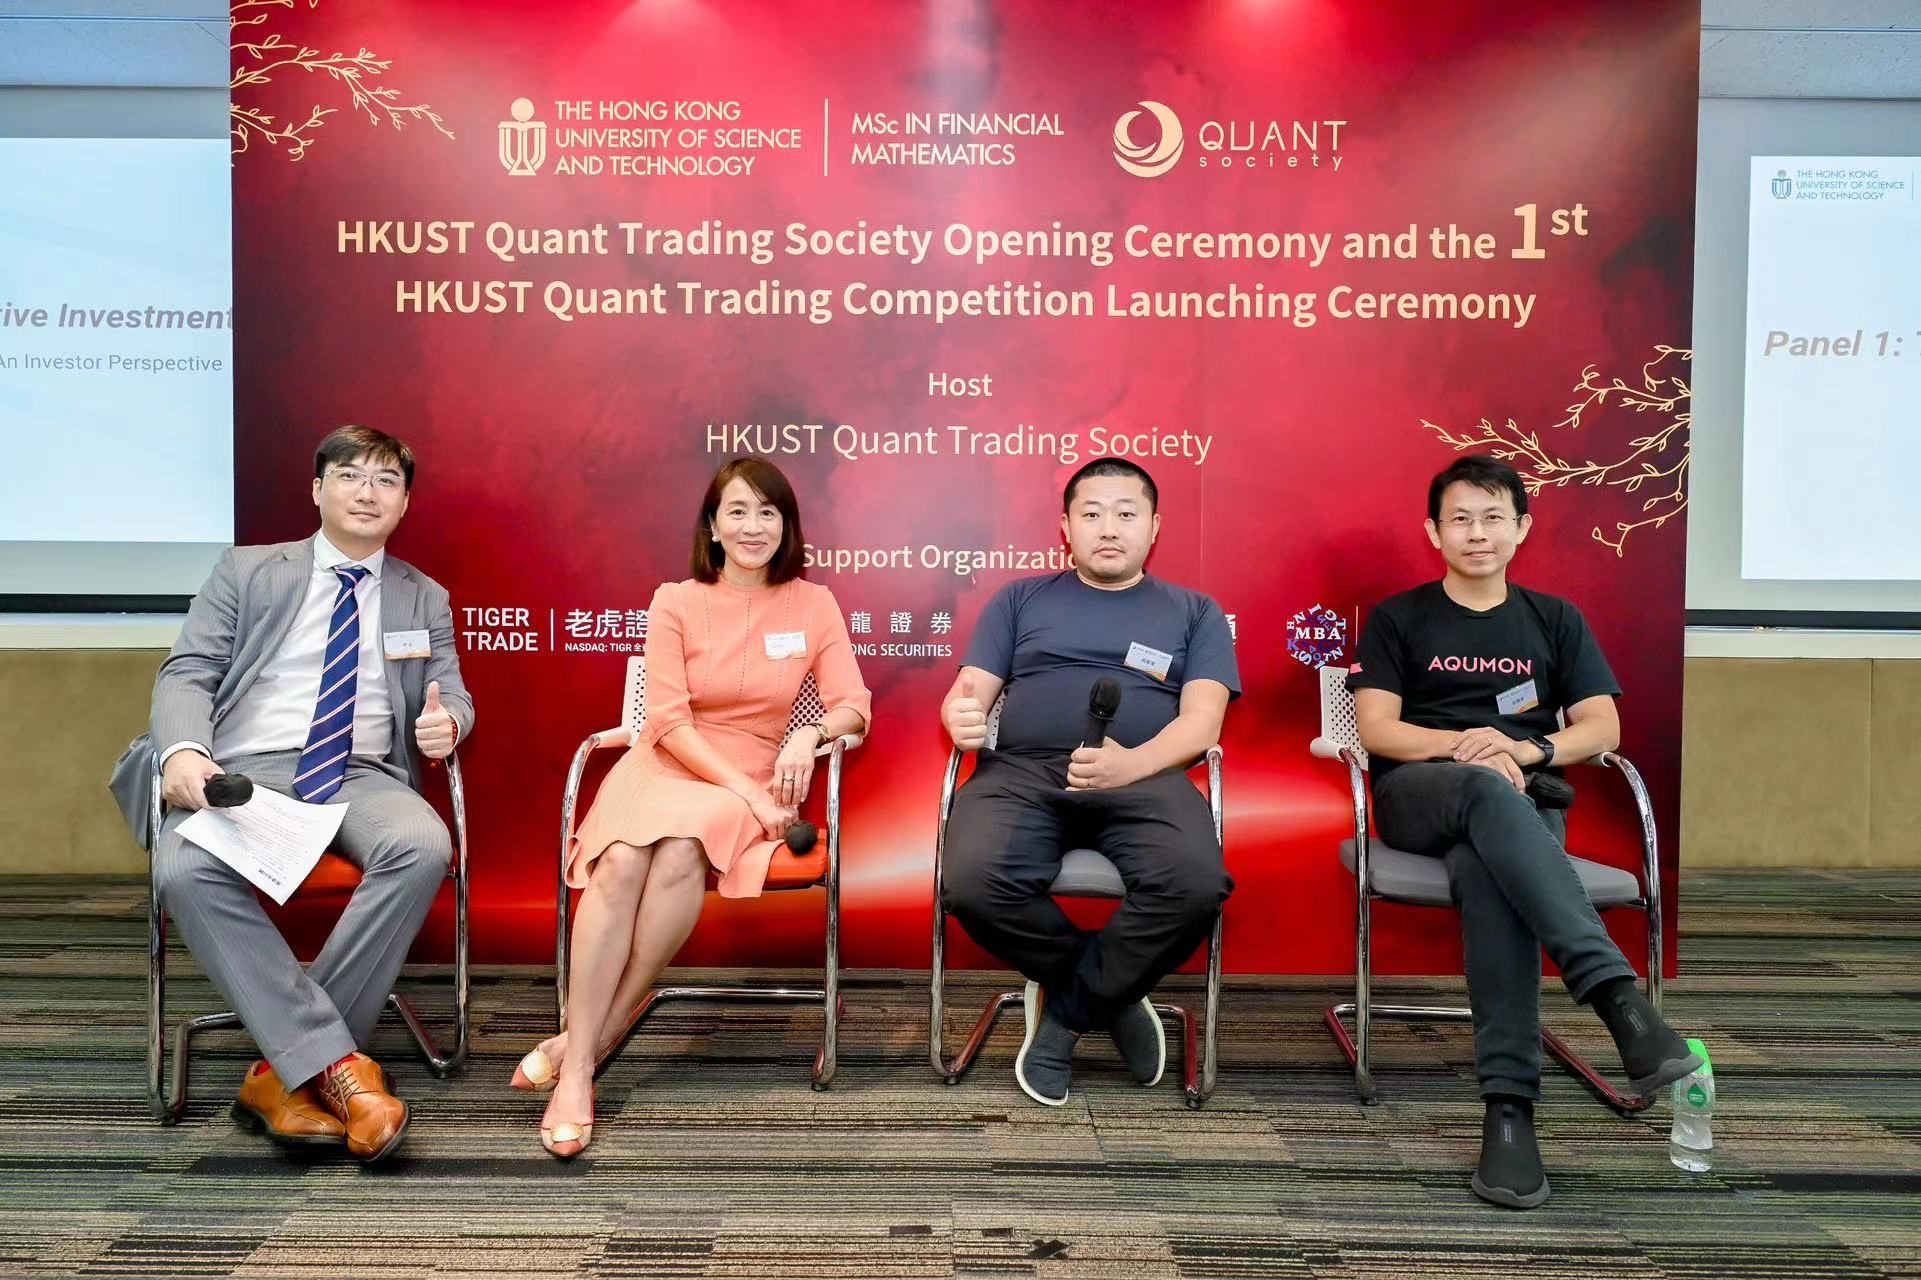 THE HONG KONG
UNIVERSITY OF SCIENCE
AND TECHNOLOGY
MSc IN FINANCIAL
MATHEMATICS
QUANT
society
HKUST Quant Trading Society Opening Ceremony and the 1st
HKUST Quant Trading Competition Launching Ceremony
Host
HKUST Quant Trading Society
Support Organizatio
TIGER
TRADE
老虎證
NASDAQ: TIGR
龍證券
ONG SECURITIES
MBA
tive Investment
An Investor Perspective
THE HONG KONG
UNIVERSITY OF SCIENCE
AND TECHNOLOGY
Panel 1:
AQUMON